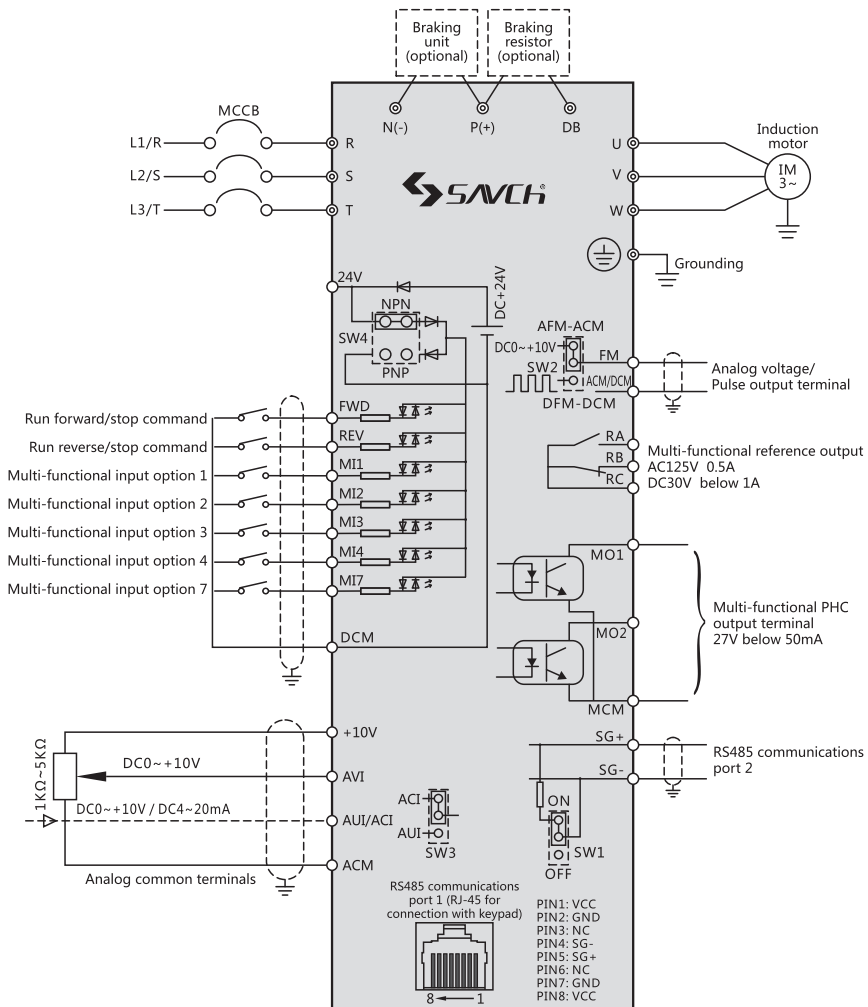 Braking
unit
(optional)
Braking
resistor
(optional)
N(-)
P(+)
DB
MCCB
L1/R
R
L2/S
S
L3/T
T
SAVCh®
U
V
W
Induction
motor
IM
3~
Grounding
24V
NPN
SW4
PNP
DC+24V
AFM-ACM
DC0~+10V
FM
SW2
ACM/DCM
DFM-DCM
Analog voltage/
Pulse output terminal
Run forward/stop command
FWD
Run reverse/stop command
REV
Multi-functional input option 1
MI1
Multi-functional input option 2
MI2
Multi-functional input option 3
MI3
Multi-functional input option 4
MI4
Multi-functional input option 7
MI7
DCM
RA
RB
RC
Multi-functional reference output
AC125V 0.5A
DC30V below 1A
MO1
MO2
MCM
Multi-functional PHC
output terminal
27V below 50mA
+10V
1KΩ~5KΩ
DC0~+10V
AVI
DC0~+10V / DC4~20mA
AUI/ACI
ACM
Analog common terminals
ACI
AUI
SW3
SG+
SG-
RS485 communications
port 2
ON
SW1
OFF
RS485 communications
port 1 (RJ-45 for
connection with keypad)
8
1
PIN1: VCC
PIN2: GND
PIN3: NC
PIN4: SG-
PIN5: SG+
PIN6: NC
PIN7: GND
PIN8: VCC